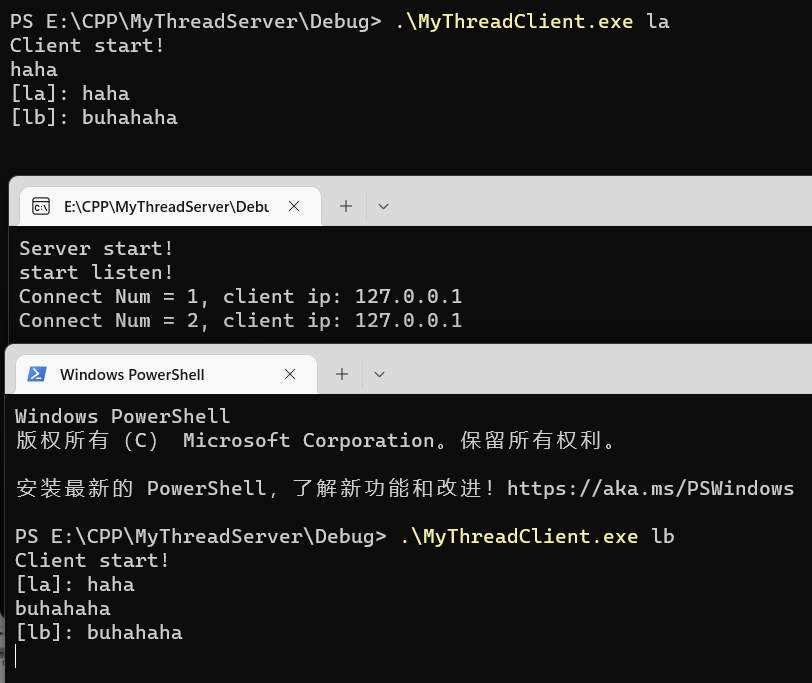 PS E:\CPP\MyThreadServer\Debug> .\MyThreadClient.exe la
Client start!
haha
[la]: haha
[lb]: buhahaha
E:\CPP\MyThreadServer\Debu
Server start!
start listen!
Connect Num = 1, client ip: 127.0.0.1
Connect Num = 2, client ip: 127.0.0.1
Windows PowerShell
Windows PowerShell
版权所有（C） Microsoft Corporation。保留所有权利。
安装最新的 PowerShell，了解新功能和改进！https://aka.ms/PSWindows
PS E:\CPP\MyThreadServer\Debug> .\MyThreadClient.exe lb
Client start!
[la]: haha
buhahaha
[lb]: buhahaha